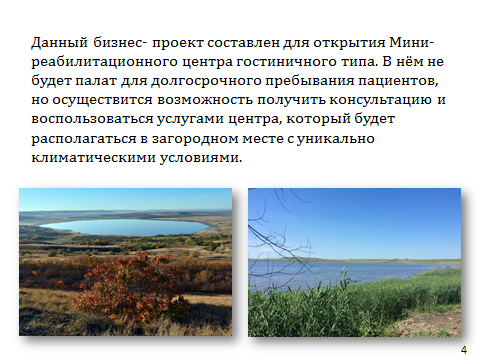 Данный бизнес- проект составлен для открытия Мини-
реабилитационного центра гостиничного типа. В нём не
будет палат для долгосрочного пребывания пациентов,
но осуществится возможность получить консультацию и
воспользоваться услугами центра, который будет
располагаться в загородном месте с уникально
климатическими условиями.
4